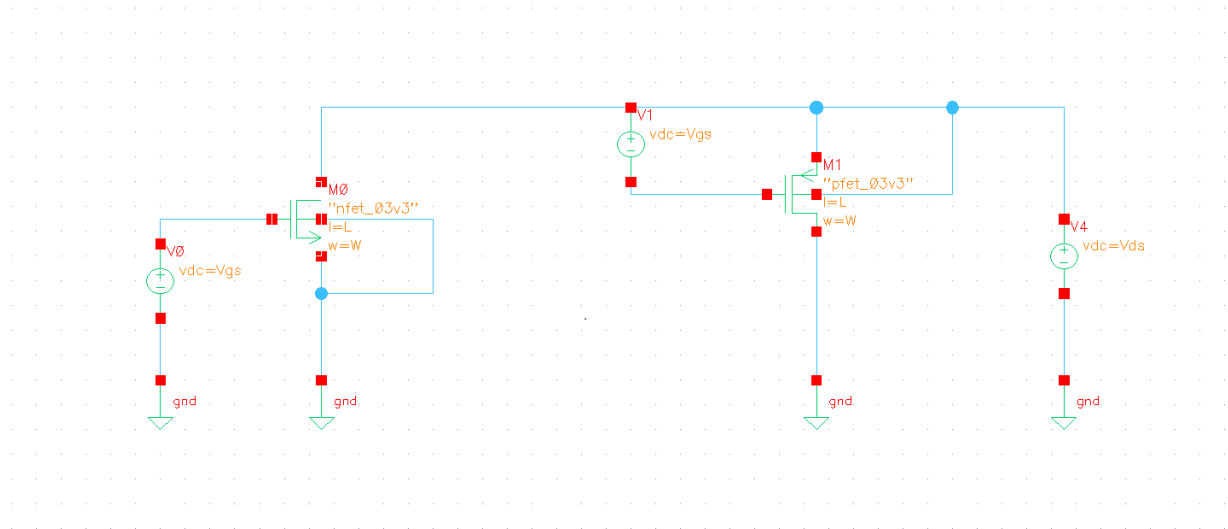 V1
vdc=Vgs
M1
"pfet_03v3"
l=L
w=W
M0
"nfet_03v3"
l=L
w=W
V0
vdc=Vgs
V4
vdc=Vds
gnd
gnd
gnd
gnd